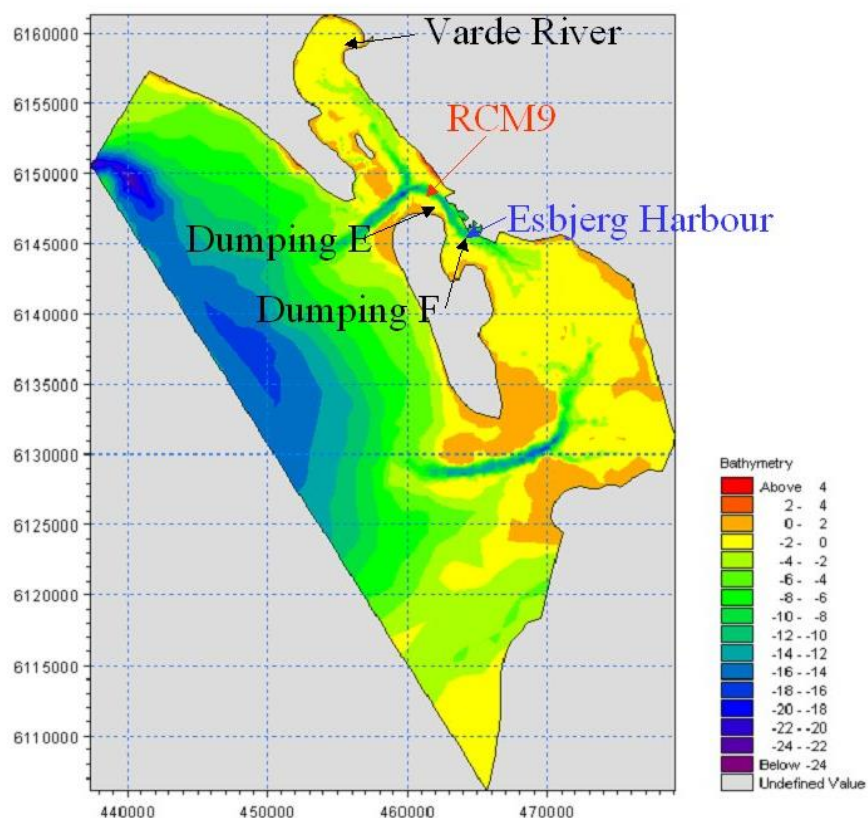 6160000
Varde River
6155000
RCM9
6150000
Esbjerg Harbour
6145000
Dumping E
6140000
Dumping F
6135000
6130000
6125000
6120000
6115000
6110000
440000
450000
460000
470000
Bathymetry
Above 4
2 - 4
0 - 2
-2 - 0
-4 - -2
-6 - -4
-8 - -6
-10 - -8
-12 - -10
-14 - -12
-16 - -14
-18 - -16
-20 - -18
-22 - -20
-24 - -22
Below -24
Undefined Value